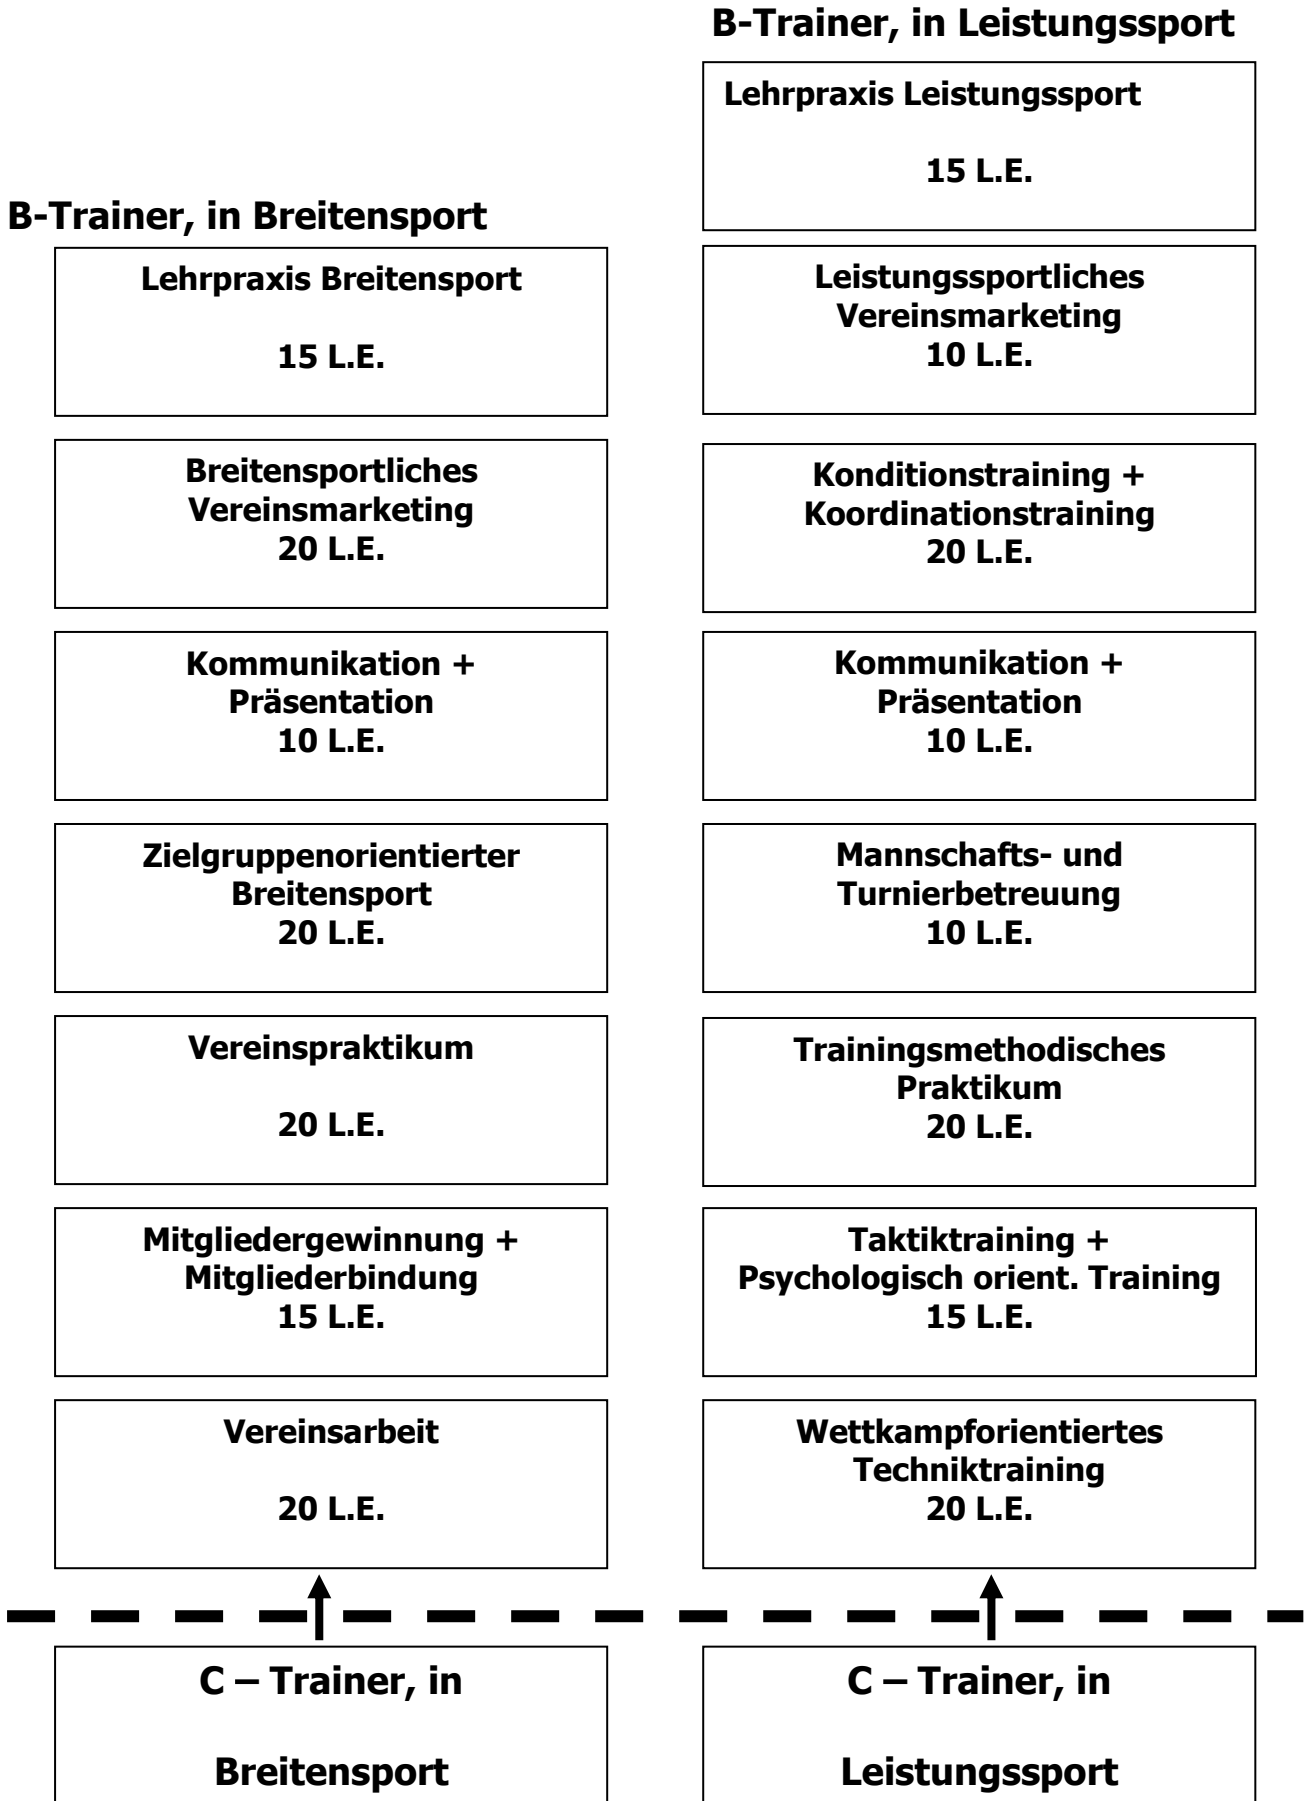 B-Trainer, in Leistungssport
Lehrpraxis Leistungssport
15 L.E.
Leistungssportliches
Vereinsmarketing
10 L.E.
Konditionstraining +
Koordinationstraining
20 L.E.
Kommunikation +
Präsentation
10 L.E.
Mannschafts- und
Turnierbetreuung
10 L.E.
Trainingsmethodisches
Praktikum
20 L.E.
Taktiktraining +
Psychologisch orient. Training
15 L.E.
Wettkampforientiertes
Techniktraining
20 L.E.
C – Trainer, in
Leistungssport
B-Trainer, in Breitensport
Lehrpraxis Breitensport
15 L.E.
Breitensportliches
Vereinsmarketing
20 L.E.
Kommunikation +
Präsentation
10 L.E.
Zielgruppenorientierter
Breitensport
20 L.E.
Vereinspraktikum
20 L.E.
Mitgliedergewinnung +
Mitgliederbindung
15 L.E.
Vereinsarbeit
20 L.E.
C – Trainer, in
Breitensport